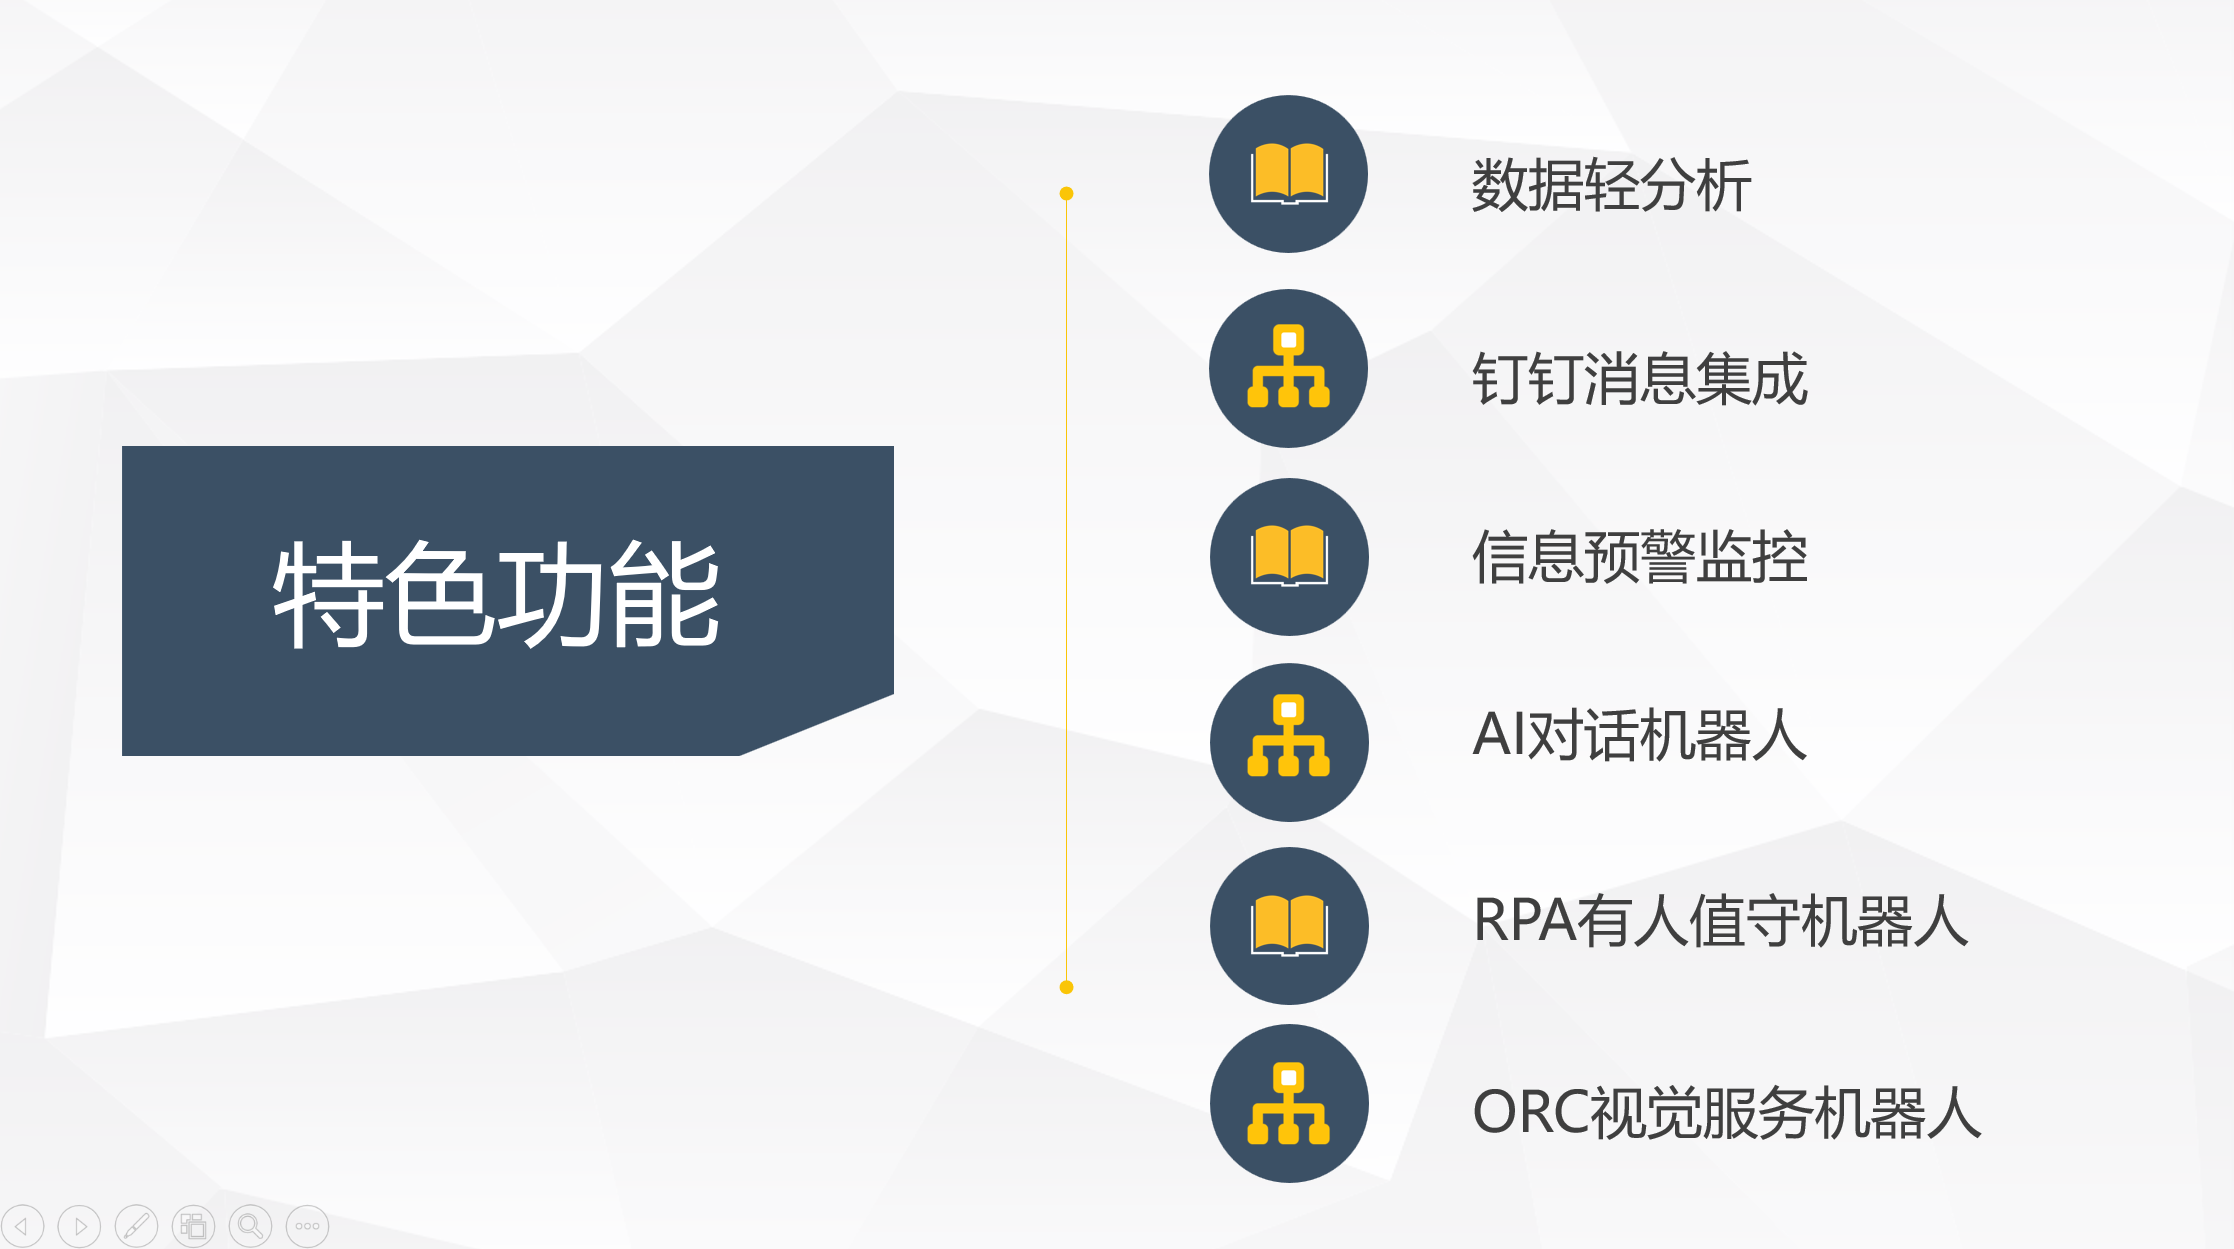 特色功能
数据轻分析
钉钉消息集成
信息预警监控
AI对话机器人
RPA有人值守机器人
ORC视觉服务机器人